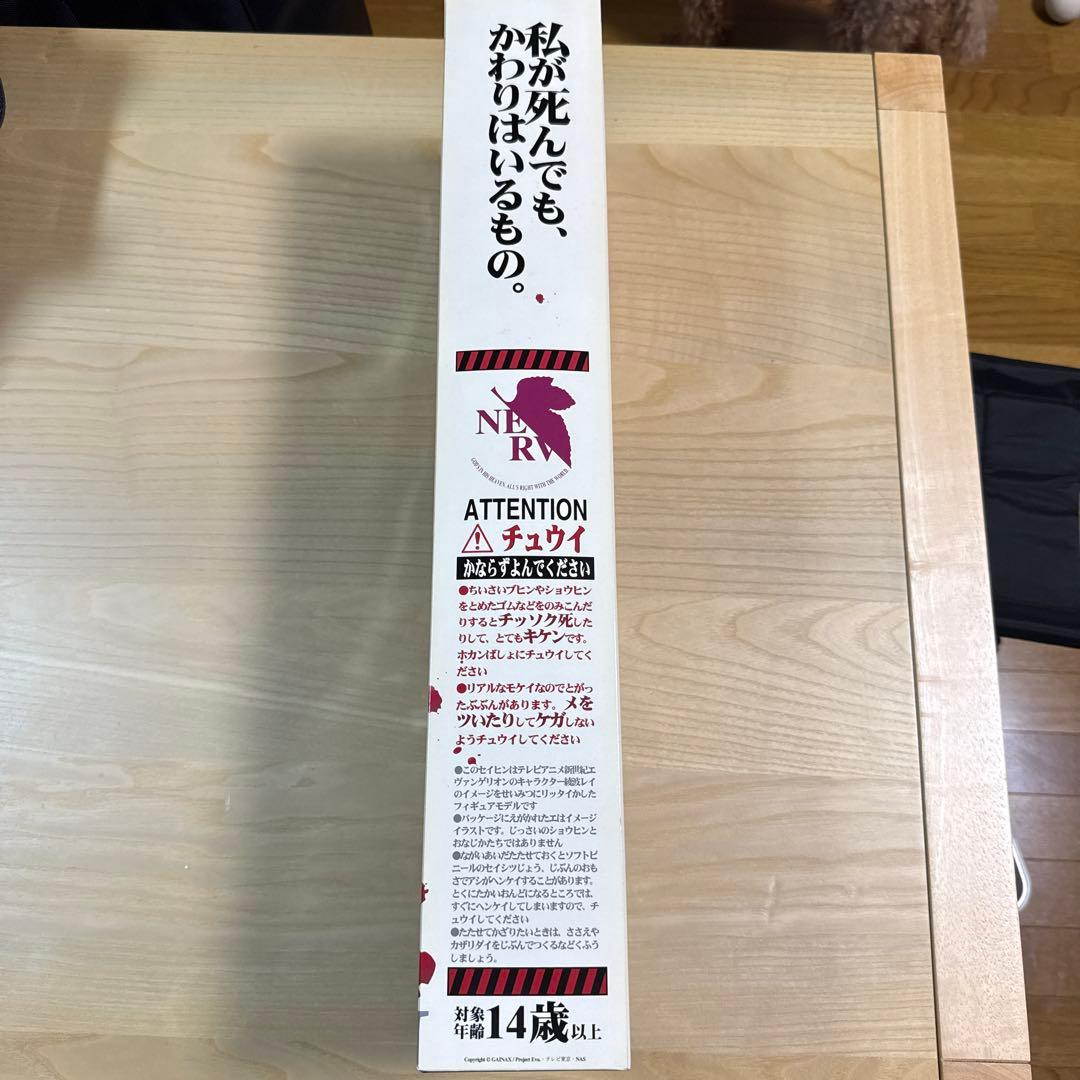 私が死んでも、
かわりはいるもの。
NERV
GOD'S IN HIS HEAVEN. ALL'S RIGHT WITH THE WORLD.
ATTENTION
チュウイ
かならずよんでください
●ちいさいブヒンやショウヒン
をとめたゴムなどをのみこんだ
りするとチッソク死した
りして、とてもキケンです。
ホカンばしょにチュウイしてく
ださい
●リアルなモケイなのでとがっ
たぶぶんがあります。メを
ツいたりしてケガしない
ようチュウイしてください
●このセイヒンはテレビアニメ新世紀エ
ヴァンゲリオンのキャラクター綾波レイ
のイメージをせいみつにリッタイかした
フィギュアモデルです
●パッケージにえがかれたエはイメージ
イラストです。じっさいのショウヒンと
おなじかたちではありません
●ながいあいだたたせておくとソフトビ
ニールのセイシツじょう、じぶんのおも
さでアシがヘンケイすることがあります。
とくにたかいおんどになるところでは、
すぐにヘンケイしてしまいますので、チ
ュウイしてください
●たたせてかざりたいときは、ささえや
カザリダイをじぶんでつくるなどくふう
しましょう。
対象年齢14歳以上
Copyright © GAINAX / Project Eva.・テレビ東京・NAS